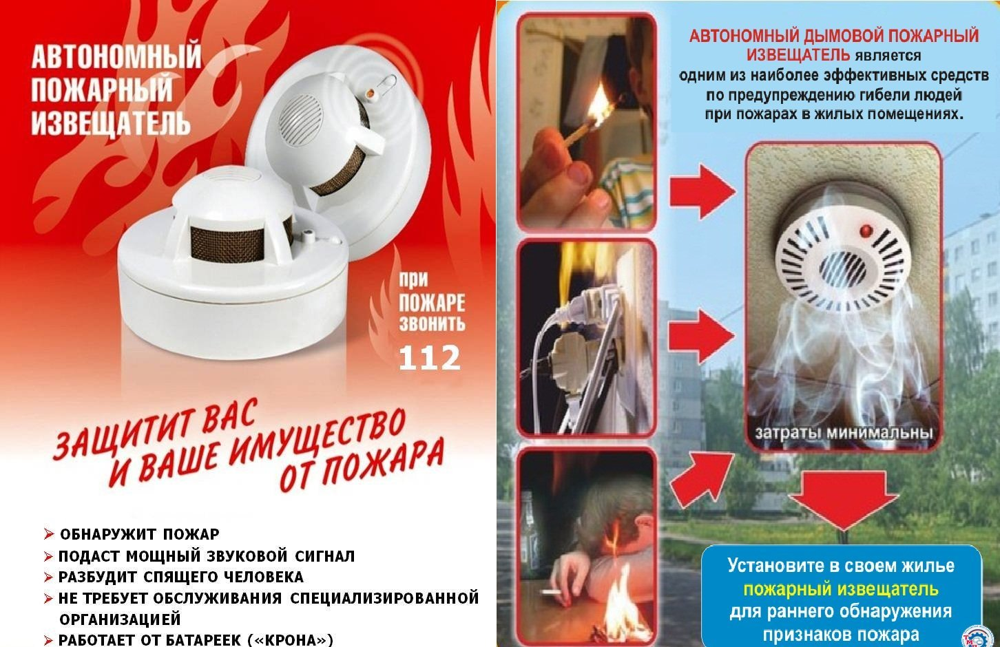 АВТОНОМНЫЙ
ПОЖАРНЫЙ
ИЗВЕЩАТЕЛЬ
при
ПОЖАРЕ
ЗВОНИТЬ
112
ЗАЩИТИТ ВАС
И ВАШЕ ИМУЩЕСТВО
ОТ ПОЖАРА
ОБНАРУЖИТ ПОЖАР
ПОДАСТ МОЩНЫЙ ЗВУКОВОЙ СИГНАЛ
РАЗБУДИТ СПЯЩЕГО ЧЕЛОВЕКА
НЕ ТРЕБУЕТ ОБСЛУЖИВАНИЯ СПЕЦИАЛИЗИРОВАННОЙ
ОРГАНИЗАЦИЕЙ
РАБОТАЕТ ОТ БАТАРЕЕК («КРОНА»)
АВТОНОМНЫЙ ДЫМОВОЙ ПОЖАРНЫЙ
ИЗВЕЩАТЕЛЬ является
одним из наиболее эффективных средств
по предупреждению гибели людей
при пожарах в жилых помещениях.
затраты минимальны
Установите в своем жилье
пожарный извещатель
для раннего обнаружения
признаков пожара